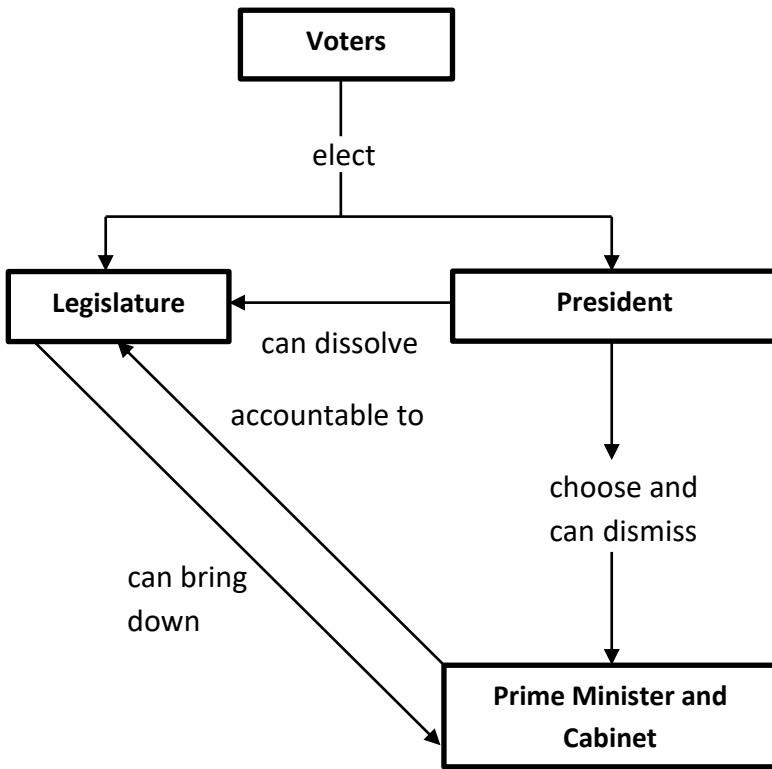 Voters
elect
Legislature
President
can dissolve
accountable to
choose and
can dismiss
can bring
down
Prime Minister and
Cabinet